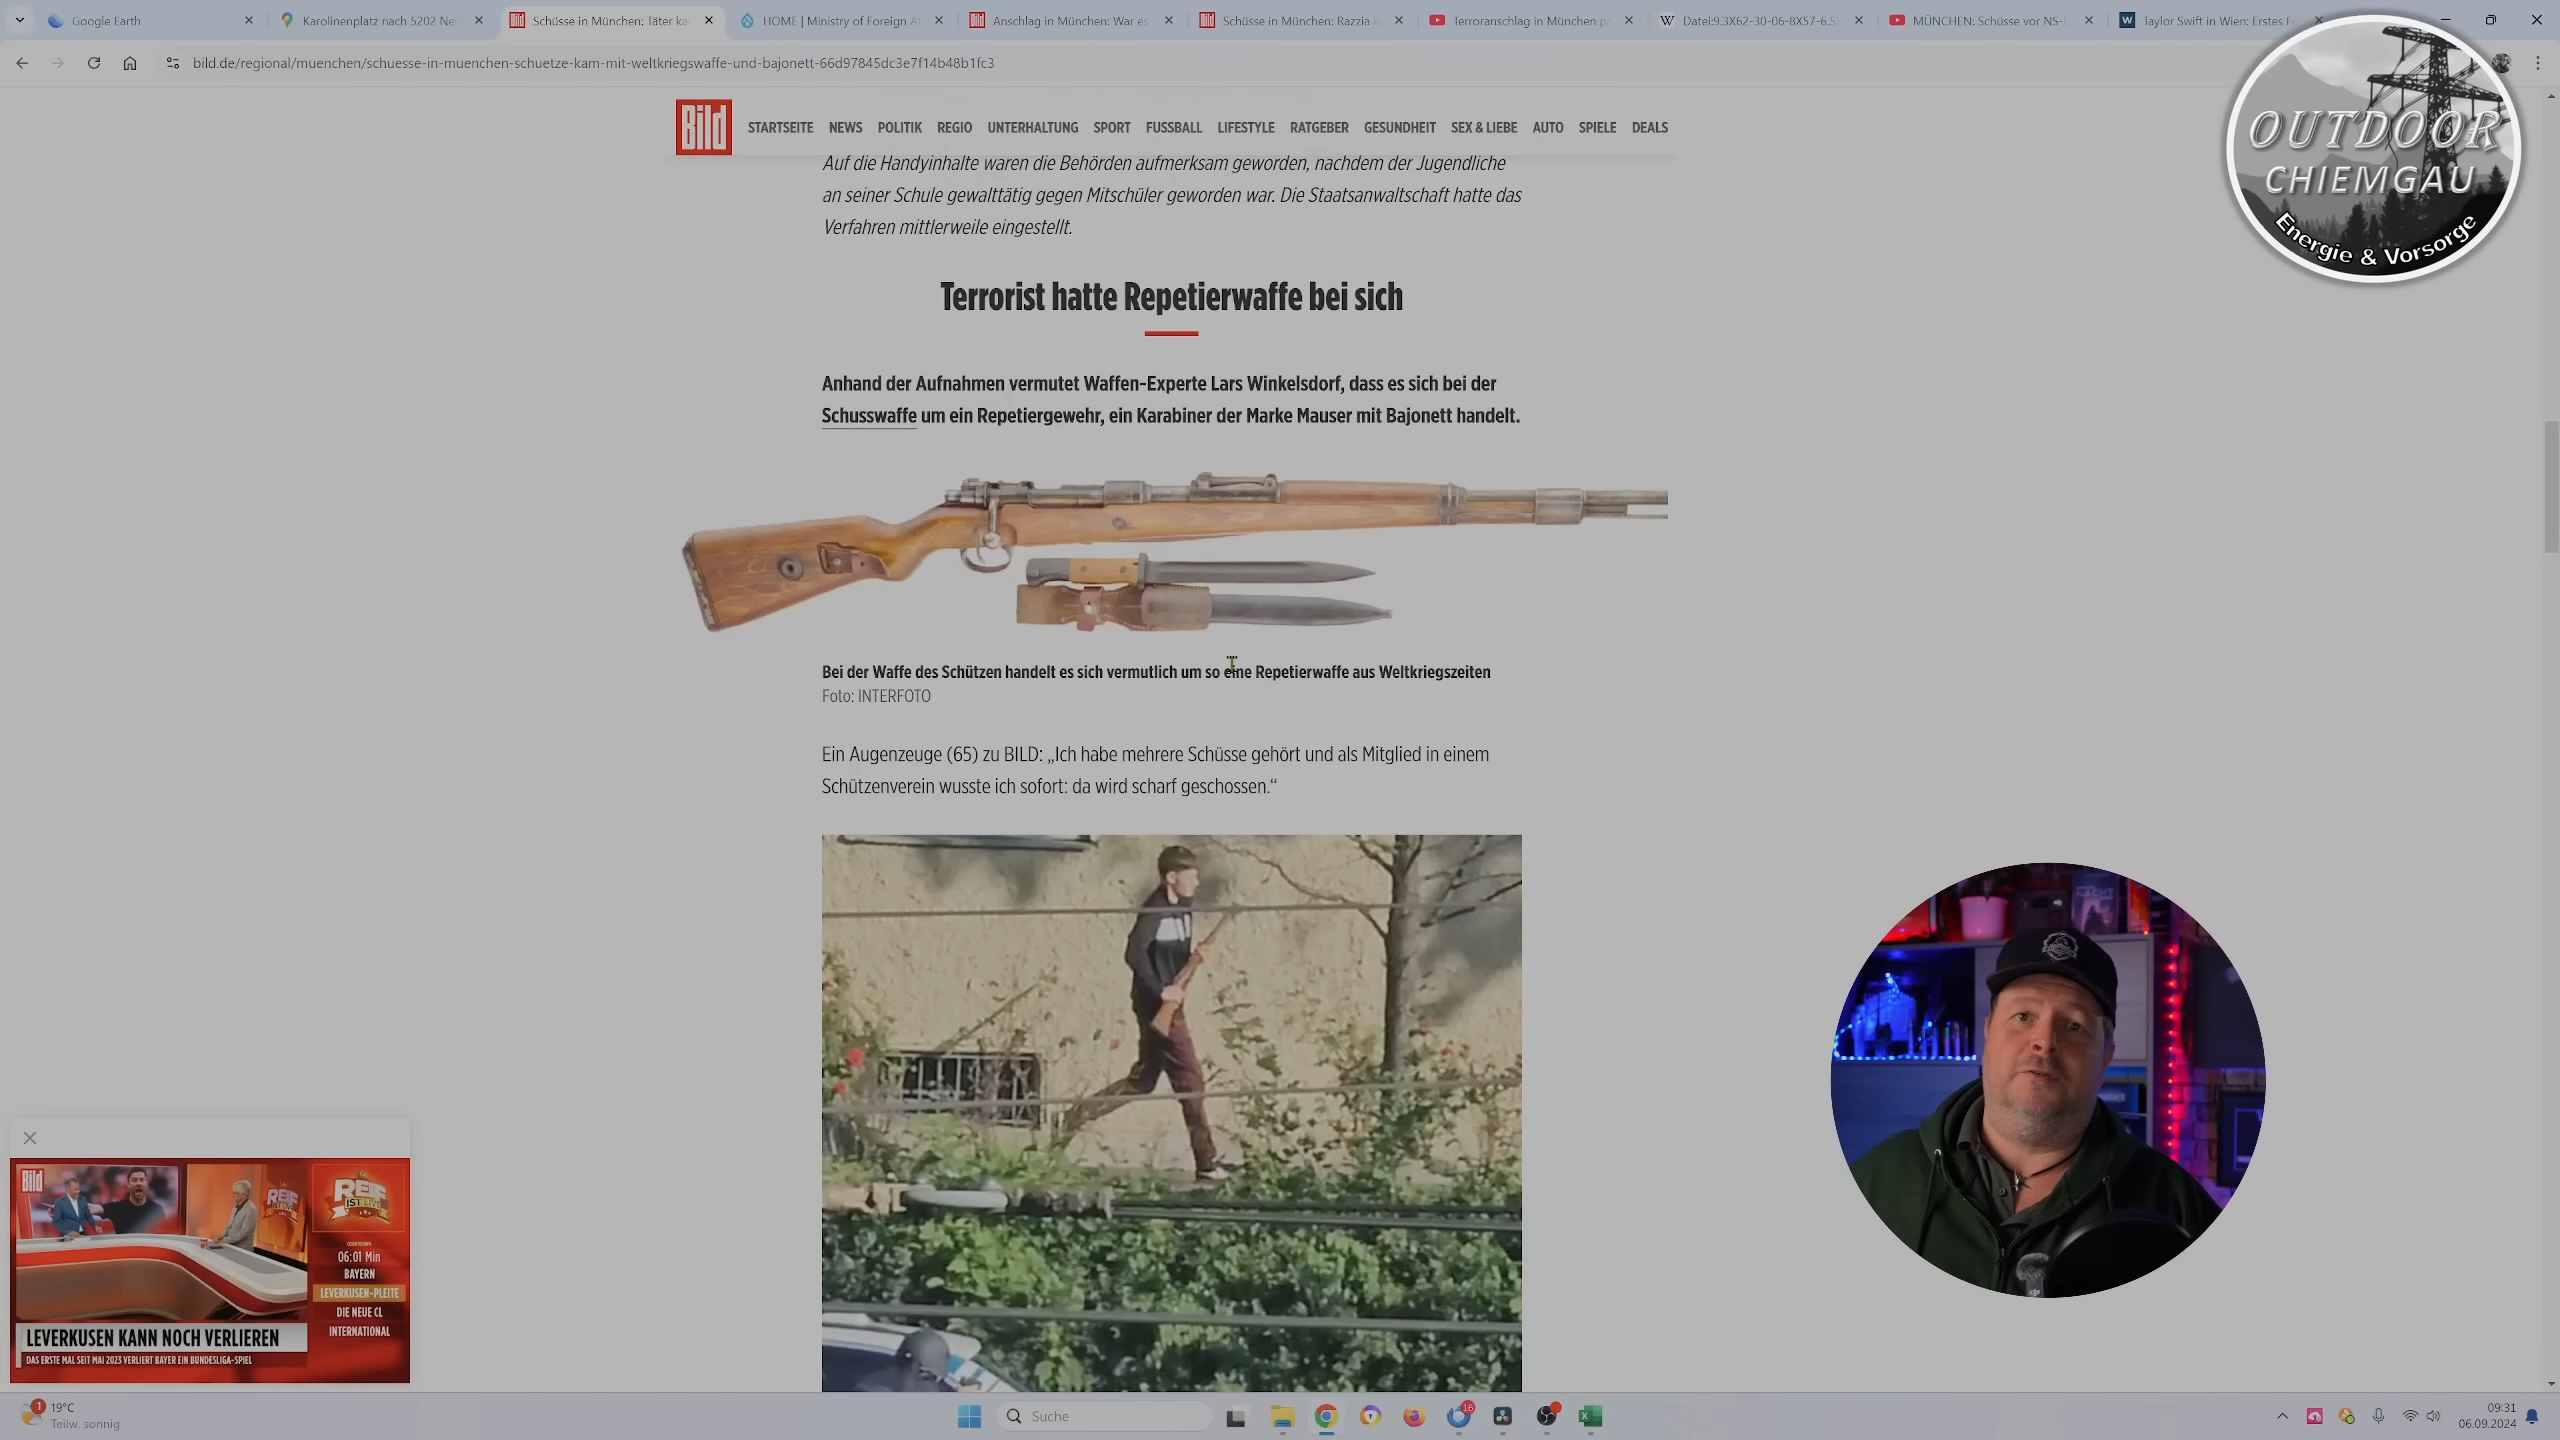 Google Earth
Karolinenplatz nach 5202 Neu
Schüsse in München: Täter ka
HOME | Ministry of Foreign A
Anschlag in München: War es
Schüsse in München: Razzia i
Terroranschlag in München p
Datei:9.3X62-30-06-8X57-6.5
MÜNCHEN: Schüsse vor NS-
Taylor Swift in Wien: Erstes Fo
bild.de/regional/muenchen/schuesse-in-muenchen-schuetze-kam-mit-weltkriegswaffe-und-bajonett-66d97845dc3e7f14b48b1fc3
OUTDOOR
CHIEMGAU
Energie & Vorsorge
Bild
STARTSEITE NEWS POLITIK REGIO UNTERHALTUNG SPORT FUSSBALL LIFESTYLE RATGEBER GESUNDHEIT SEX & LIEBE AUTO SPIELE DEALS
Auf die Handyinhalte waren die Behörden aufmerksam geworden, nachdem der Jugendliche
an seiner Schule gewalttätig gegen Mitschüler geworden war. Die Staatsanwaltschaft hatte das
Verfahren mittlerweile eingestellt.
Terrorist hatte Repetierwaffe bei sich
Anhand der Aufnahmen vermutet Waffen-Experte Lars Winkelsdorf, dass es sich bei der
Schusswaffe um ein Repetiergewehr, ein Karabiner der Marke Mauser mit Bajonett handelt.
Bei der Waffe des Schützen handelt es sich vermutlich um so eine Repetierwaffe aus Weltkriegszeiten
Foto: INTERFOTO
Ein Augenzeuge (65) zu BILD: „Ich habe mehrere Schüsse gehört und als Mitglied in einem
Schützenverein wusste ich sofort: da wird scharf geschossen.“
Bild
REIF
IST LIVE
REIF
IST LIVE
COUNTDOWN
06:01 Min
BAYERN
LEVERKUSEN-PLEITE
DIE NEUE CL
INTERNATIONAL
LEVERKUSEN KANN NOCH VERLIEREN
DAS ERSTE MAL SEIT MAI 2023 VERLIERT BAYER EIN BUNDESLIGA-SPIEL
1
19°C
Teilw. sonnig
Suche
16
09:31
06.09.2024